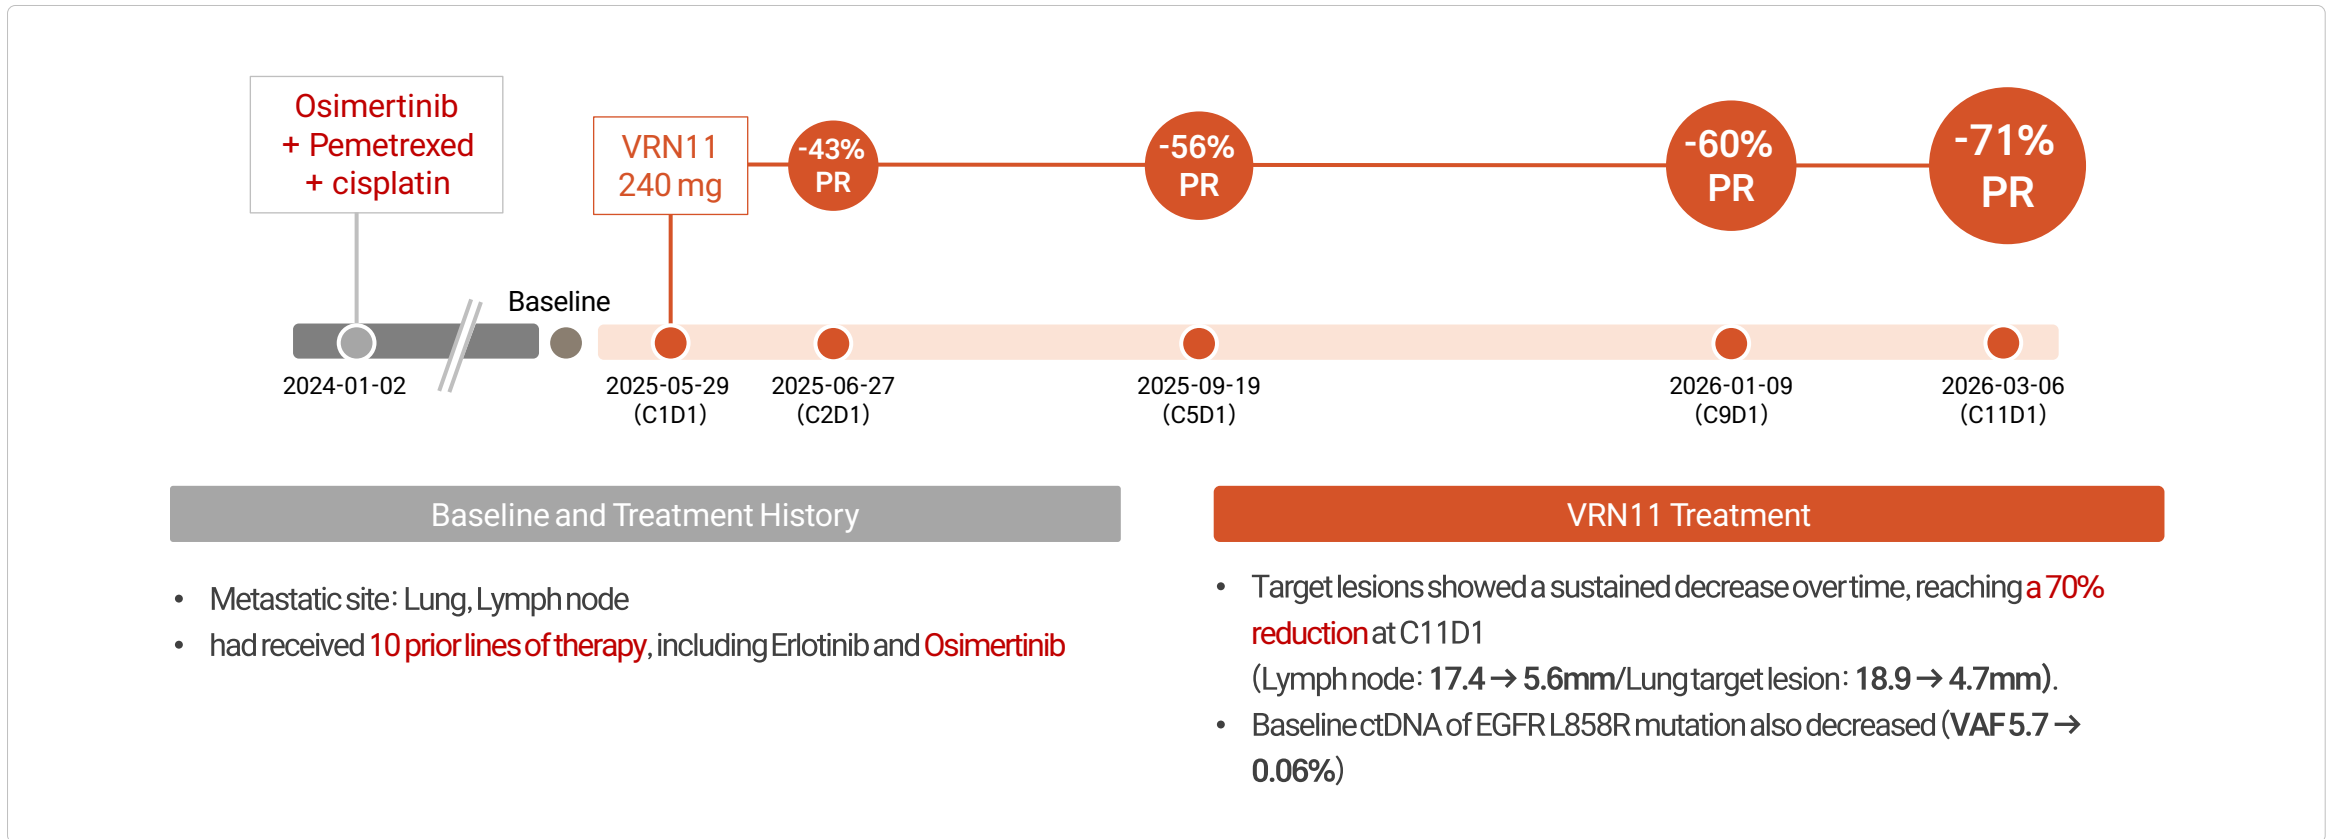 Osimertinib
+ Pemetrexed
+ cisplatin
VRN11
240 mg
-43%
PR
-56%
PR
-60%
PR
-71%
PR
Baseline
2024-01-02
2025-05-29
(C1D1)
2025-06-27
(C2D1)
2025-09-19
(C5D1)
2026-01-09
(C9D1)
2026-03-06
(C11D1)
Baseline and Treatment History
• Metastatic site: Lung, Lymph node
• had received 10 prior lines of therapy, including Erlotinib and Osimertinib
VRN11 Treatment
• Target lesions showed a sustained decrease over time, reaching a 70%
reduction at C11D1
(Lymph node: 17.4 → 5.6mm/Lung target lesion: 18.9 → 4.7mm).
• Baseline ctDNA of EGFR L858R mutation also decreased (VAF 5.7 →
0.06%)